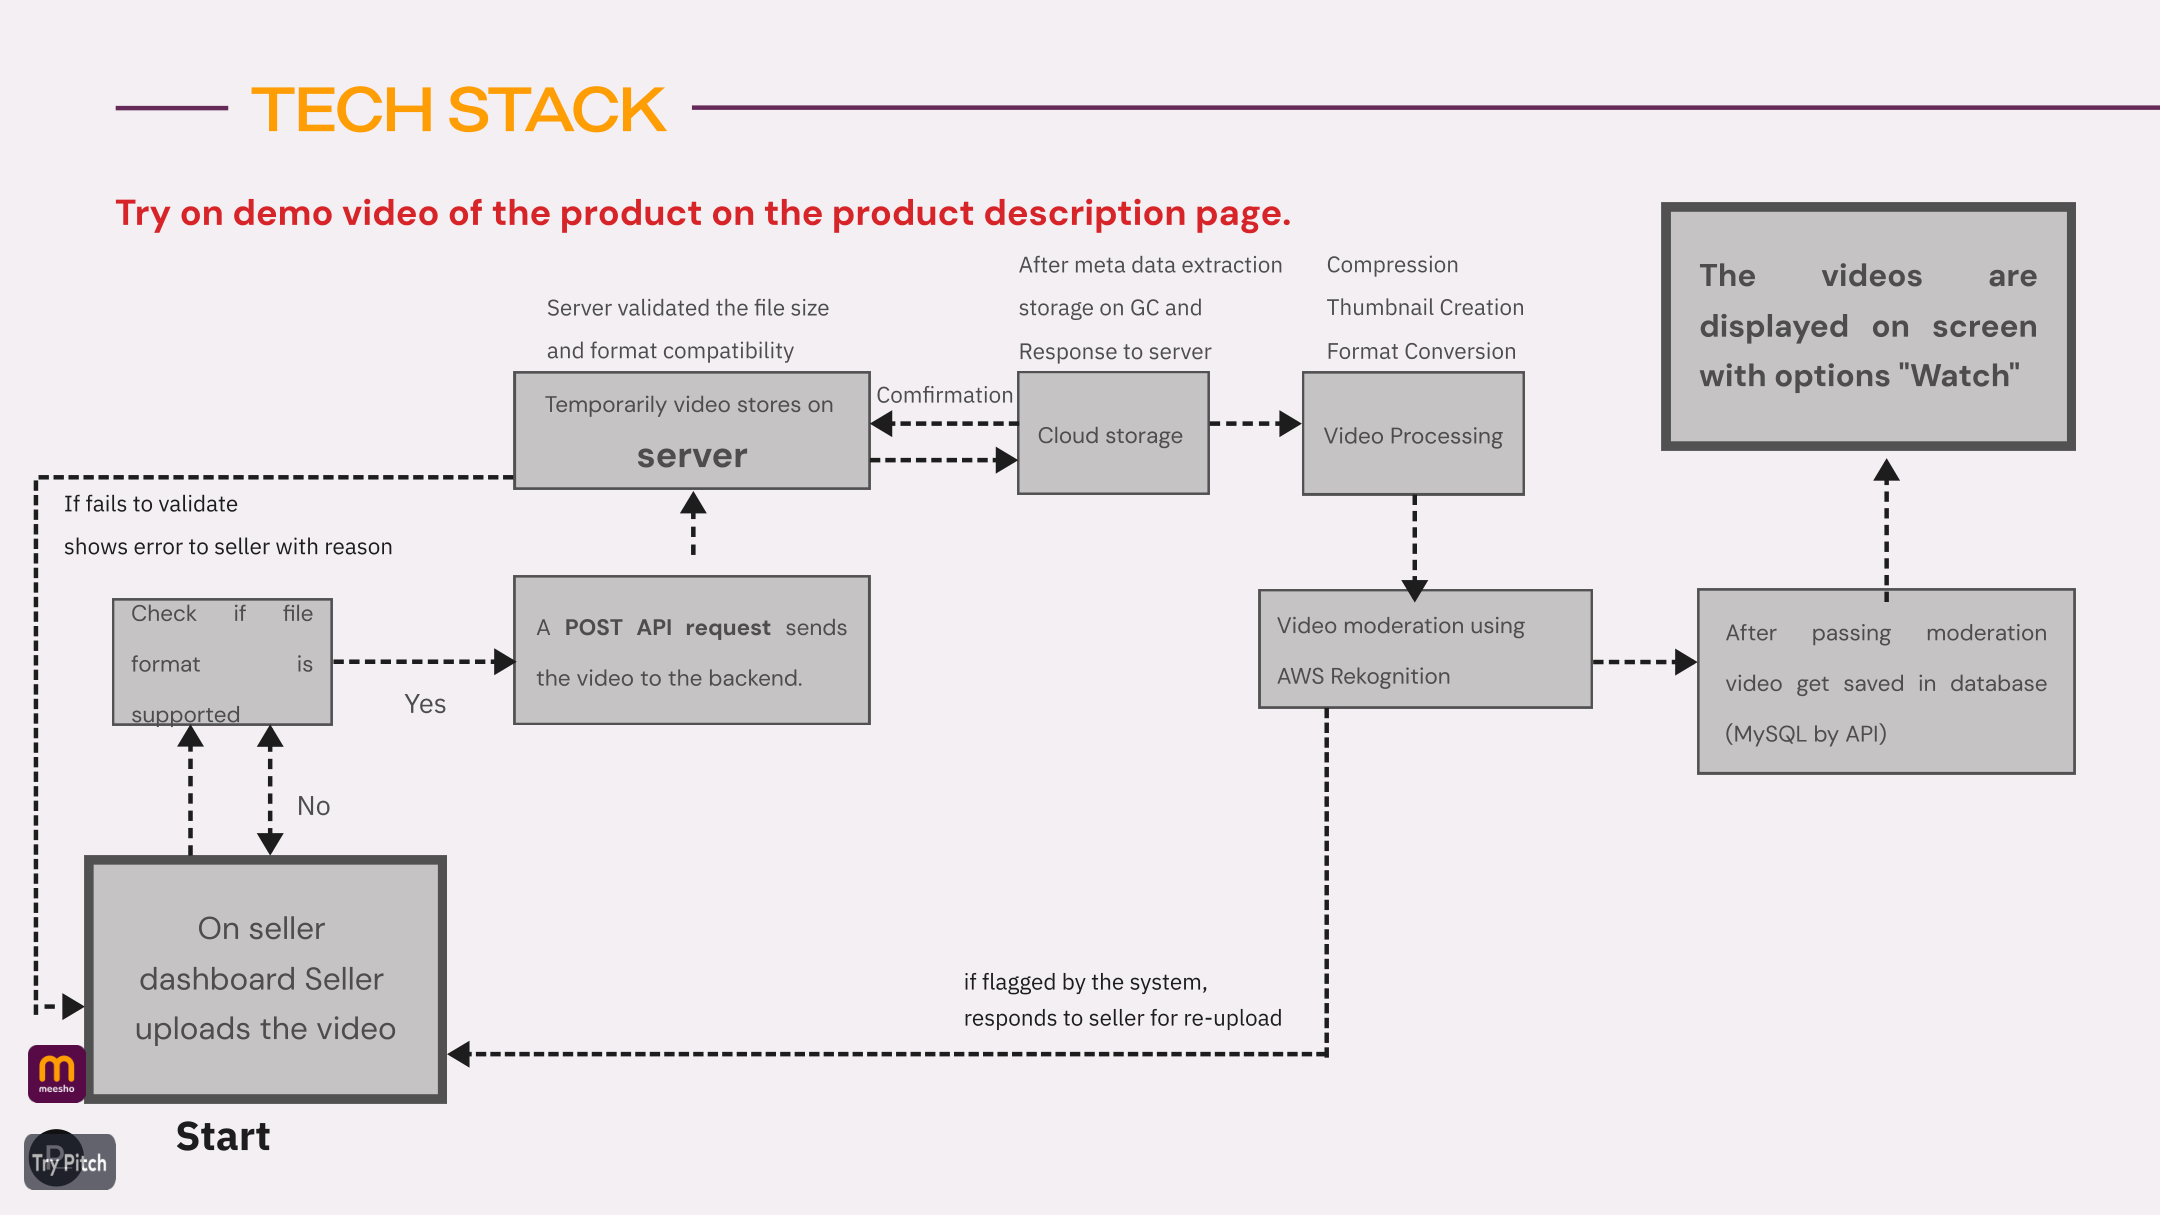 TECH STACK
Try on demo video of the product on the product description page.
Server validated the file size
and format compatibility
After meta data extraction
storage on GC and
Response to server
Compression
Thumbnail Creation
Format Conversion
The videos are
displayed on screen
with options "Watch"
Temporarily video stores on
server
Comfirmation
Cloud storage
Video Processing
If fails to validate
shows error to seller with reason
Check if file
format is
supported
Yes
A POST API request sends
the video to the backend.
Video moderation using
AWS Rekognition
After passing moderation
video get saved in database
(MySQL by API)
No
On seller
dashboard Seller
uploads the video
if flagged by the system,
responds to seller for re-upload
meesho
Start
Try Pitch